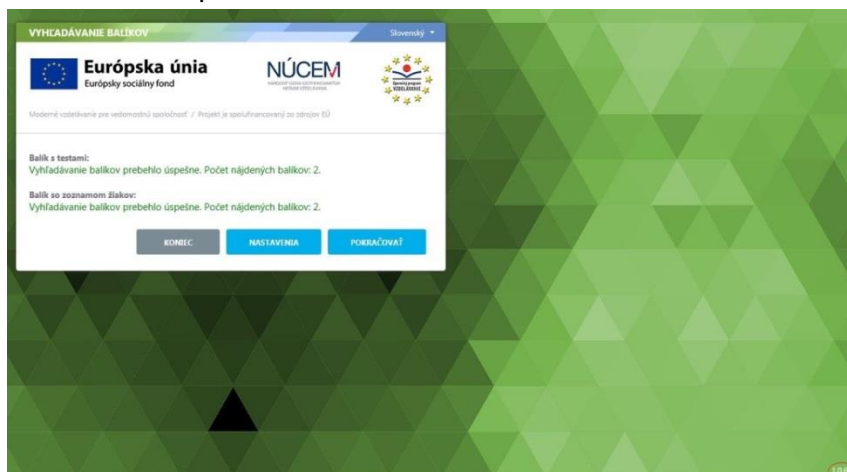 VYHĽADÁVANIE BALÍKOV
Slovenský
Európska únia
Európsky sociálny fond
NÚCEM
Moderné vzdelávanie pre vedomostnú spoločnosť / Projekt je spolufinancovaný zo zdrojov EÚ
Balík s testami:
Vyhľadávanie balíkov prebehlo úspešne. Počet nájdených balíkov: 2.
Balík so zoznamom žiakov:
Vyhľadávanie balíkov prebehlo úspešne. Počet nájdených balíkov: 2.
KONIEC
NASTAVENIA
POKRAČOVAŤ